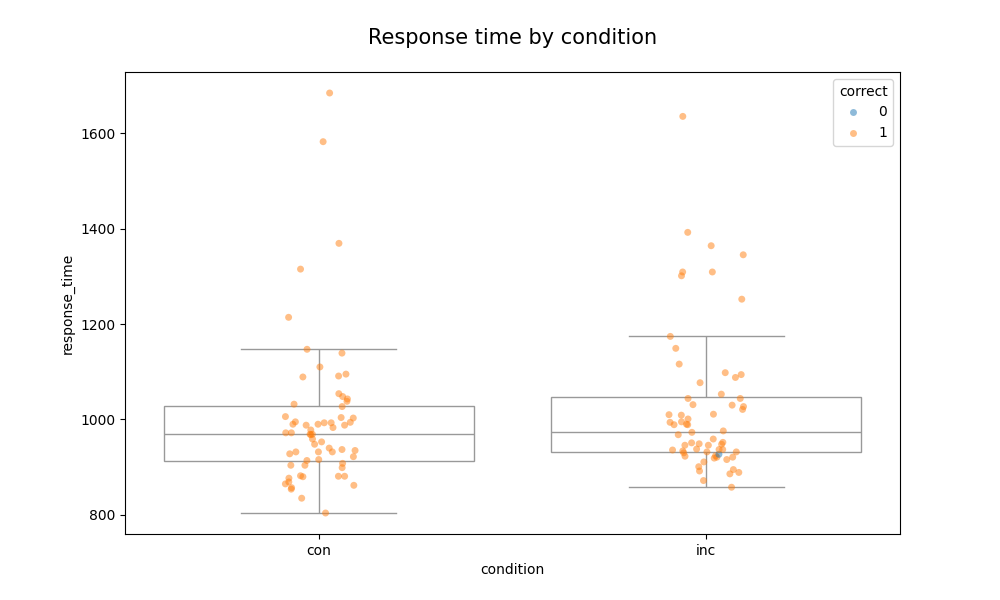 Response time by condition
correct
0
1
1600
1400
1200
1000
800
response_time
con
inc
condition